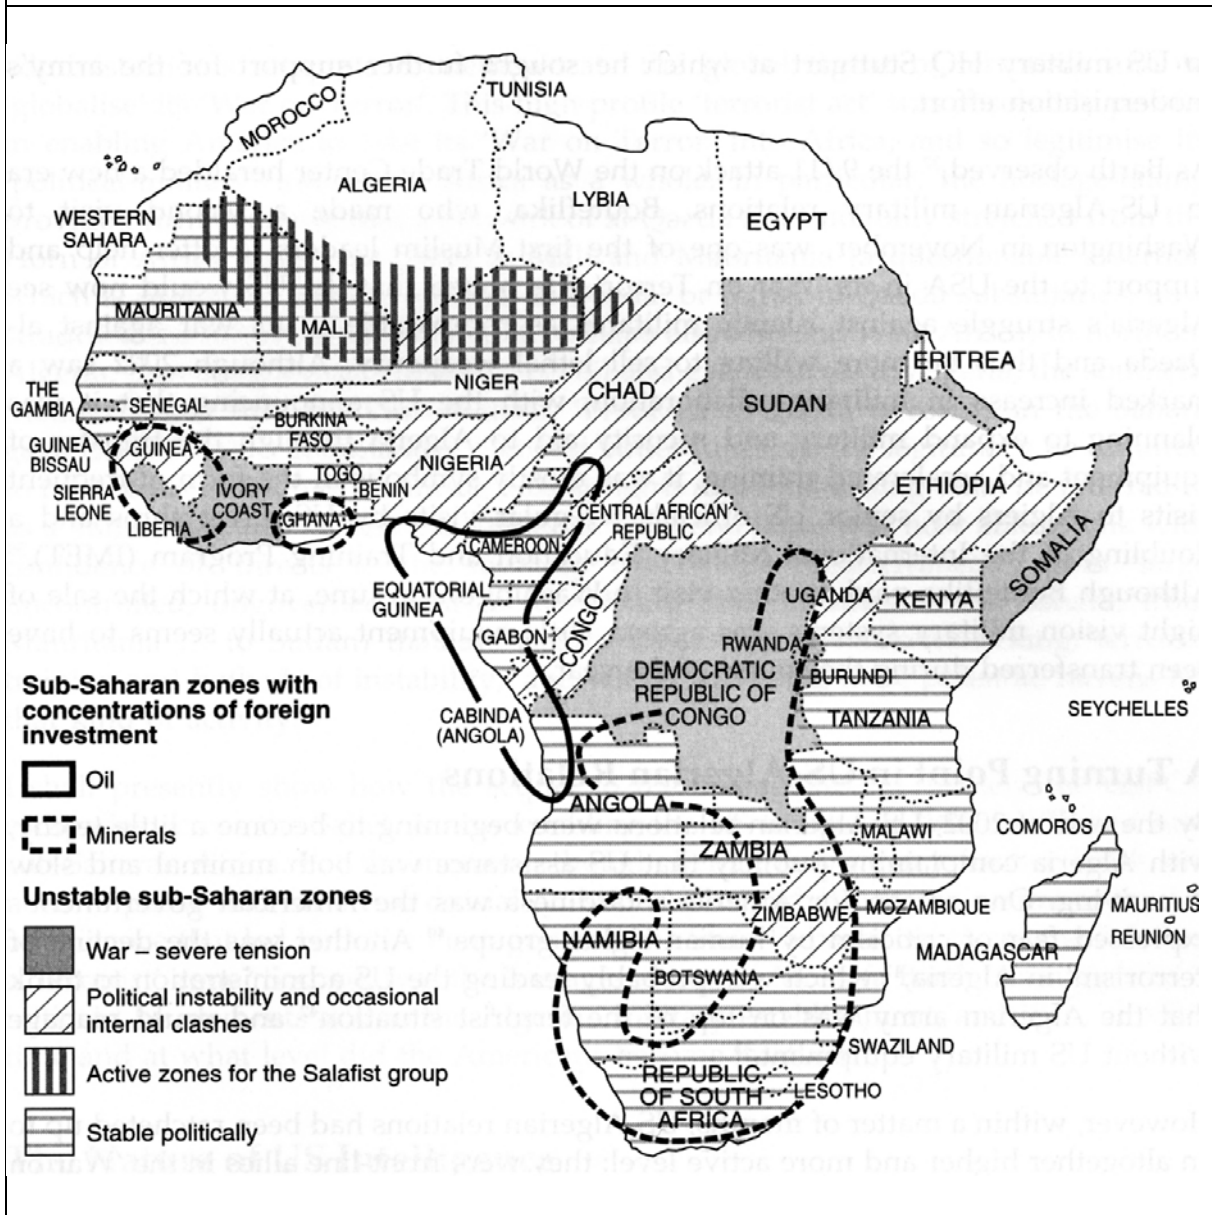 TUNISIA
MOROCCO
ALGERIA
LYBIA
EGYPT
WESTERN
SAHARA
MAURITANIA
MALI
NIGER
CHAD
SUDAN
ERITREA
THE
GAMBIA
SENEGAL
BURKINA
FASO
GUINEA
BISSAU
GUINEA
NIGERIA
TOGO
BENIN
SIERRA
LEONE
IVORY
COAST
GHANA
LIBERIA
ETHIOPIA
CENTRAL AFRICAN
REPUBLIC
CAMEROON
SOMALIA
EQUATORIAL
GUINEA
UGANDA
KENYA
GABON
CONGO
RWANDA
DEMOCRATIC
REPUBLIC OF
CONGO
BURUNDI
TANZANIA
SEYCHELLES
CABINDA
(ANGOLA)
ANGOLA
ZAMBIA
MALAWI
COMOROS
ZIMBABWE
MOZAMBIQUE
MAURITIUS
REUNION
NAMIBIA
BOTSWANA
MADAGASCAR
SWAZILAND
REPUBLIC
OF SOUTH
AFRICA
LESOTHO
Sub-Saharan zones with
concentrations of foreign
investment
Oil
Minerals
Unstable sub-Saharan zones
War – severe tension
Political instability and occasional
internal clashes
Active zones for the Salafist group
Stable politically